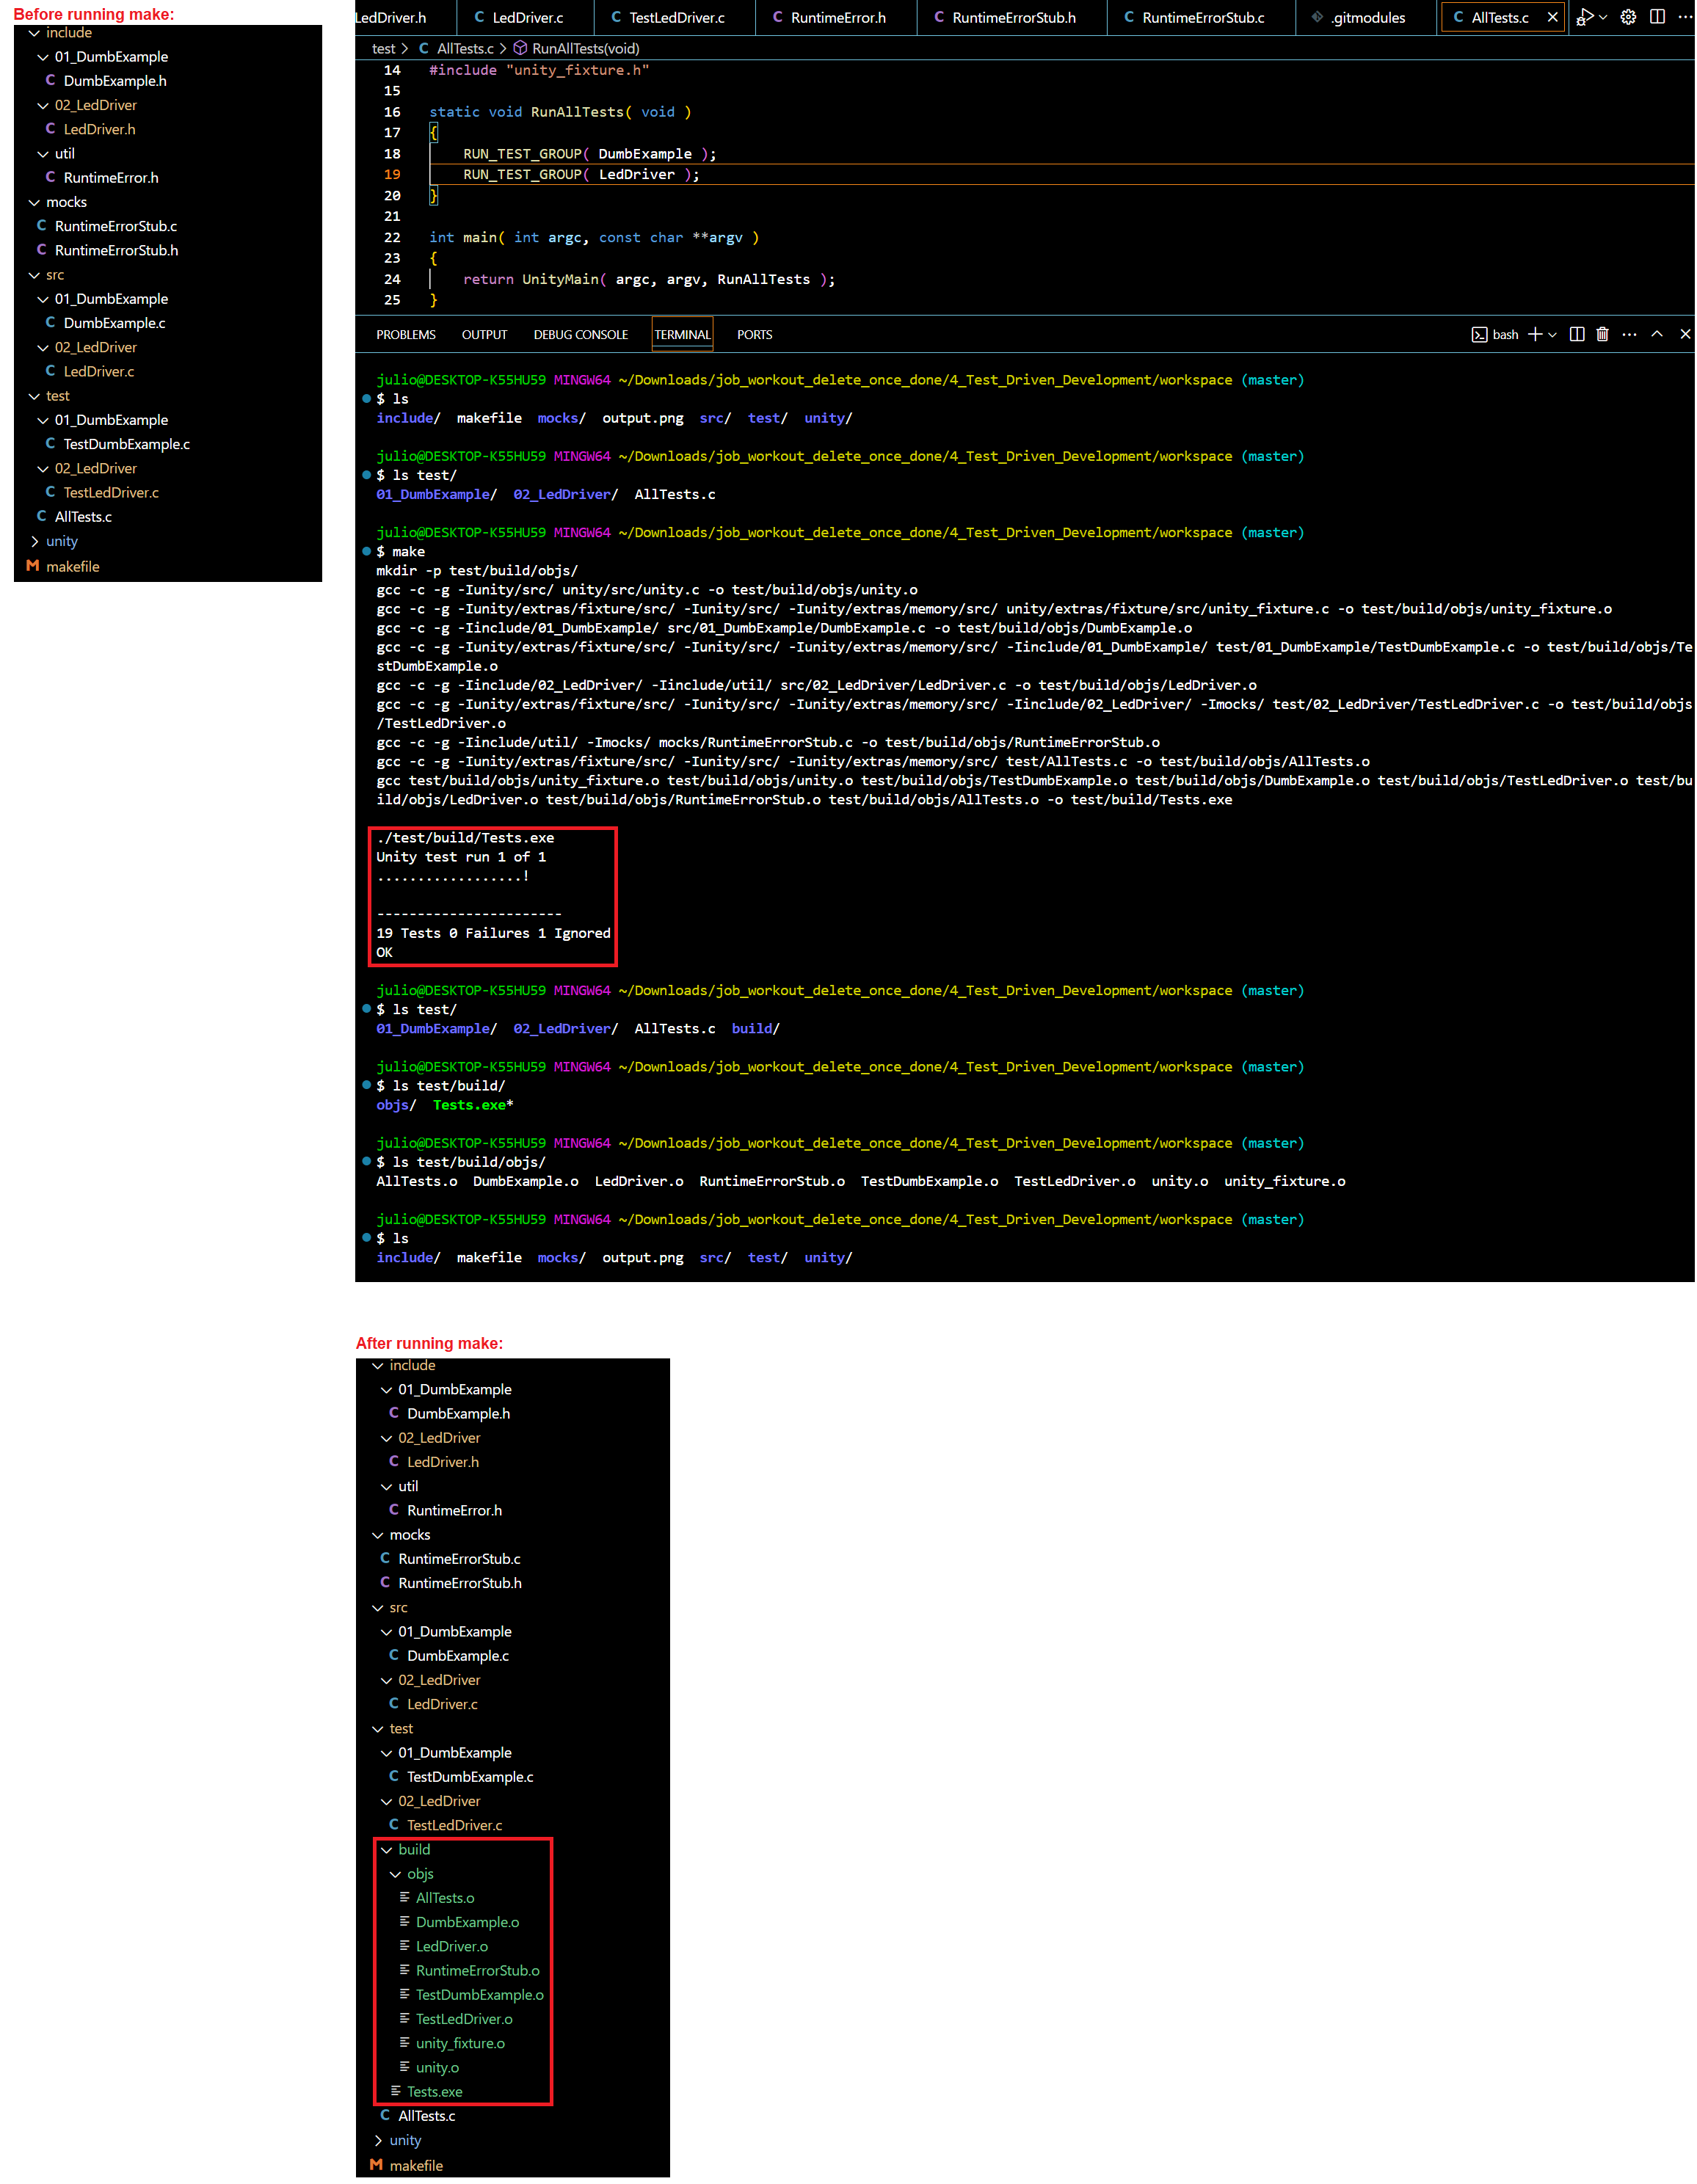 Before running make:
include
01_DumbExample
C DumbExample.h
02_LedDriver
C LedDriver.h
util
C RuntimeError.h
mocks
C RuntimeErrorStub.c
C RuntimeErrorStub.h
src
01_DumbExample
C DumbExample.c
02_LedDriver
C LedDriver.c
test
01_DumbExample
C TestDumbExample.c
02_LedDriver
C TestLedDriver.c
C AllTests.c
unity
M makefile
LedDriver.h C LedDriver.c C TestLedDriver.c C RuntimeError.h C RuntimeErrorStub.h C RuntimeErrorStub.c .gitmodules C AllTests.c
test > C AllTests.c > RunAllTests(void)
14 #include "unity_fixture.h"
15
16 static void RunAllTests( void )
17 {
18 RUN_TEST_GROUP( DumbExample );
19 RUN_TEST_GROUP( LedDriver );
20 }
21
22 int main( int argc, const char **argv )
23 {
24 return UnityMain( argc, argv, RunAllTests );
25 }
PROBLEMS OUTPUT DEBUG CONSOLE TERMINAL PORTS bash
julio@DESKTOP-K55HU59 MINGW64 ~/Downloads/job_workout_delete_once_done/4_Test_Driven_Development/workspace (master)
$ ls
include/ makefile mocks/ output.png src/ test/ unity/
julio@DESKTOP-K55HU59 MINGW64 ~/Downloads/job_workout_delete_once_done/4_Test_Driven_Development/workspace (master)
$ ls test/
01_DumbExample/ 02_LedDriver/ AllTests.c
julio@DESKTOP-K55HU59 MINGW64 ~/Downloads/job_workout_delete_once_done/4_Test_Driven_Development/workspace (master)
$ make
mkdir -p test/build/objs/
gcc -c -g -Iunity/src/ unity/src/unity.c -o test/build/objs/unity.o
gcc -c -g -Iunity/extras/fixture/src/ -Iunity/src/ -Iunity/extras/memory/src/ unity/extras/fixture/src/unity_fixture.c -o test/build/objs/unity_fixture.o
gcc -c -g -Iinclude/01_DumbExample/ src/01_DumbExample/DumbExample.c -o test/build/objs/DumbExample.o
gcc -c -g -Iunity/extras/fixture/src/ -Iunity/src/ -Iunity/extras/memory/src/ -Iinclude/01_DumbExample/ test/01_DumbExample/TestDumbExample.c -o test/build/objs/Te
stDumbExample.o
gcc -c -g -Iinclude/02_LedDriver/ -Iinclude/util/ src/02_LedDriver/LedDriver.c -o test/build/objs/LedDriver.o
gcc -c -g -Iunity/extras/fixture/src/ -Iunity/src/ -Iunity/extras/memory/src/ -Iinclude/02_LedDriver/ -Imocks/ test/02_LedDriver/TestLedDriver.c -o test/build/objs
/TestLedDriver.o
gcc -c -g -Iinclude/util/ -Imocks/ mocks/RuntimeErrorStub.c -o test/build/objs/RuntimeErrorStub.o
gcc -c -g -Iunity/extras/fixture/src/ -Iunity/src/ -Iunity/extras/memory/src/ test/AllTests.c -o test/build/objs/AllTests.o
gcc test/build/objs/unity_fixture.o test/build/objs/unity.o test/build/objs/TestDumbExample.o test/build/objs/DumbExample.o test/build/objs/TestLedDriver.o test/bu
ild/objs/LedDriver.o test/build/objs/RuntimeErrorStub.o test/build/objs/AllTests.o -o test/build/Tests.exe
./test/build/Tests.exe
Unity test run 1 of 1
..................!
-----------------------
19 Tests 0 Failures 1 Ignored
OK
julio@DESKTOP-K55HU59 MINGW64 ~/Downloads/job_workout_delete_once_done/4_Test_Driven_Development/workspace (master)
$ ls test/
01_DumbExample/ 02_LedDriver/ AllTests.c build/
julio@DESKTOP-K55HU59 MINGW64 ~/Downloads/job_workout_delete_once_done/4_Test_Driven_Development/workspace (master)
$ ls test/build/
objs/ Tests.exe*
julio@DESKTOP-K55HU59 MINGW64 ~/Downloads/job_workout_delete_once_done/4_Test_Driven_Development/workspace (master)
$ ls test/build/objs/
AllTests.o DumbExample.o LedDriver.o RuntimeErrorStub.o TestDumbExample.o TestLedDriver.o unity.o unity_fixture.o
julio@DESKTOP-K55HU59 MINGW64 ~/Downloads/job_workout_delete_once_done/4_Test_Driven_Development/workspace (master)
$ ls
include/ makefile mocks/ output.png src/ test/ unity/
After running make:
include
01_DumbExample
C DumbExample.h
02_LedDriver
C LedDriver.h
util
C RuntimeError.h
mocks
C RuntimeErrorStub.c
C RuntimeErrorStub.h
src
01_DumbExample
C DumbExample.c
02_LedDriver
C LedDriver.c
test
01_DumbExample
C TestDumbExample.c
02_LedDriver
C TestLedDriver.c
build
objs
AllTests.o
DumbExample.o
LedDriver.o
RuntimeErrorStub.o
TestDumbExample.o
TestLedDriver.o
unity_fixture.o
unity.o
Tests.exe
C AllTests.c
unity
M makefile